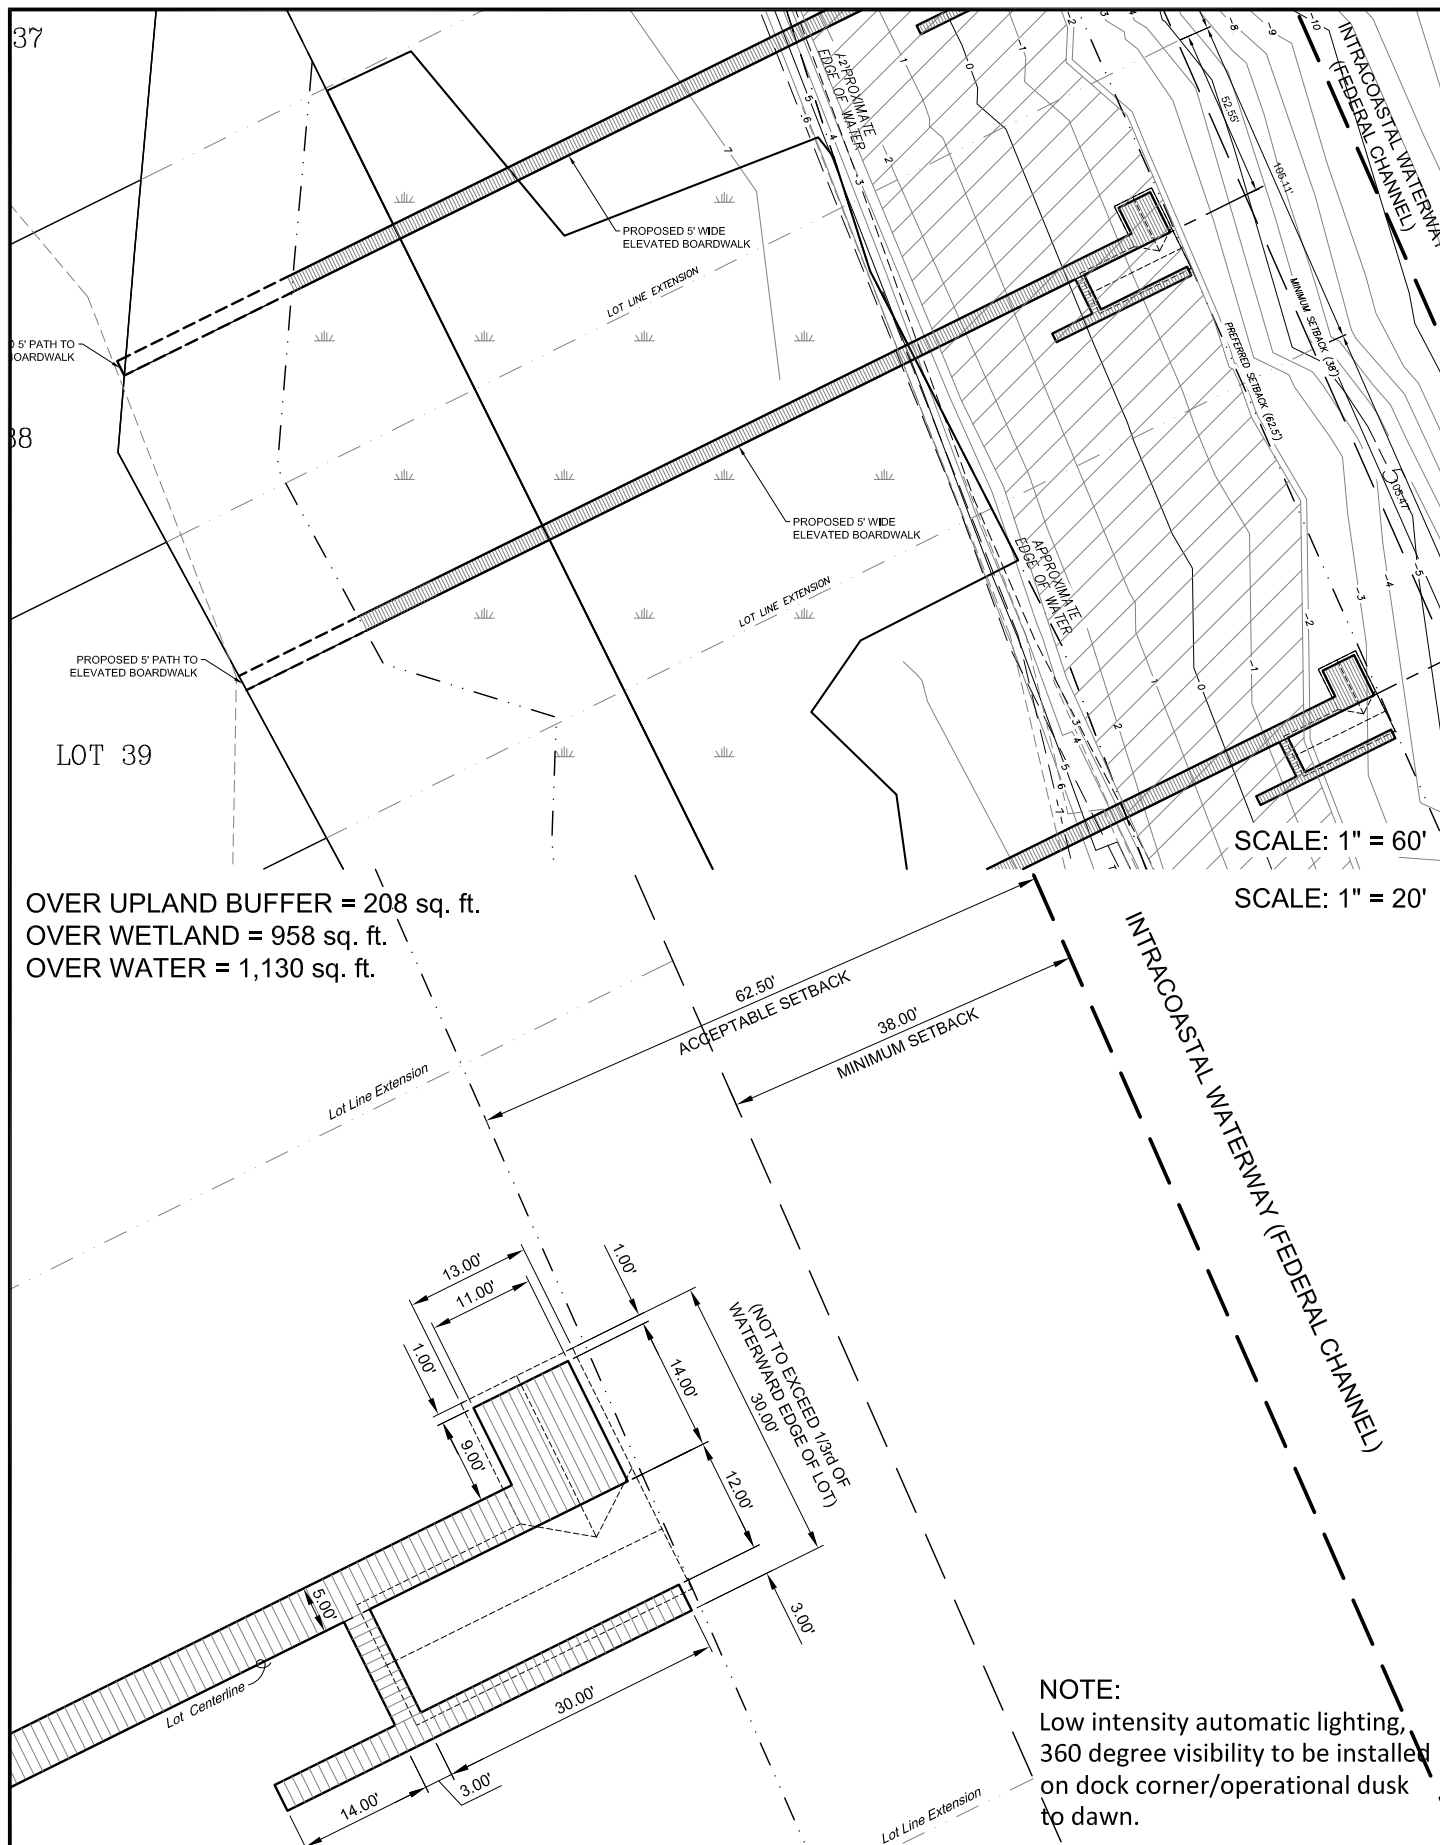 37
APPROXIMATE
EDGE OF WATER
INTRACOASTAL WATERWAY
(FEDERAL CHANNEL)
52.55'
106.11'
PROPOSED 5' WIDE
ELEVATED BOARDWALK
LOT LINE EXTENSION
MINIMUM SETBACK (38')
PREFERRED SETBACK (62.5')
5' PATH TO
BOARDWALK
38
105.47'
PROPOSED 5' WIDE
ELEVATED BOARDWALK
APPROXIMATE
EDGE OF WATER
LOT LINE EXTENSION
PROPOSED 5' PATH TO
ELEVATED BOARDWALK
LOT 39
SCALE: 1" = 60'
SCALE: 1" = 20'
OVER UPLAND BUFFER = 208 sq. ft.
OVER WETLAND = 958 sq. ft.
OVER WATER = 1,130 sq. ft.
62.50'
ACCEPTABLE SETBACK
38.00'
MINIMUM SETBACK
INTRACOASTAL WATERWAY (FEDERAL CHANNEL)
Lot Line Extension
13.00'
11.00'
1.00'
1.00'
9.00'
14.00'
(NOT TO EXCEED 1/3rd OF
WATERWARD EDGE OF LOT)
30.00'
12.00'
3.00'
5.00'
Lot Centerline
30.00'
3.00'
14.00'
Lot Line Extension
NOTE:
Low intensity automatic lighting,
360 degree visibility to be installed
on dock corner/operational dusk
to dawn.